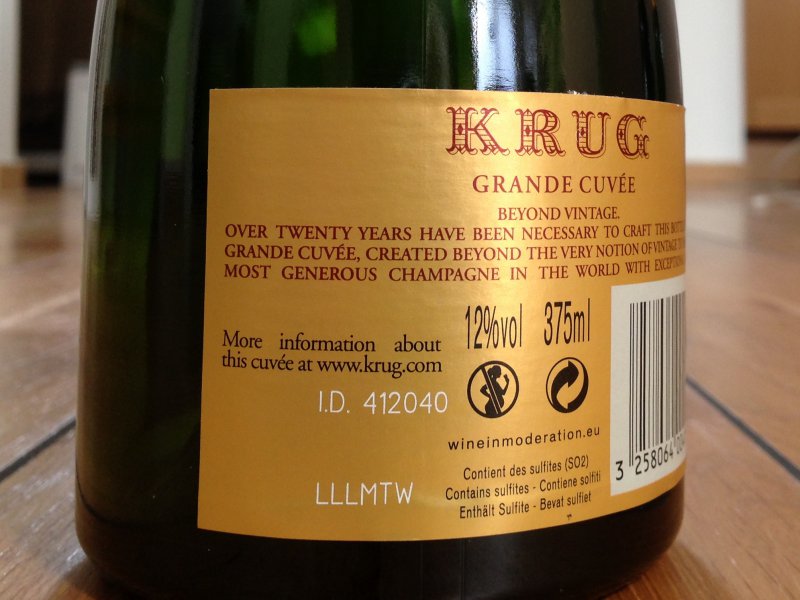 KRUG
GRANDE CUVÉE
BEYOND VINTAGE.
OVER TWENTY YEARS HAVE BEEN NECESSARY TO CRAFT THIS
GRANDE CUVÉE, CREATED BEYOND THE VERY NOTION OF VINTAGE
MOST GENEROUS CHAMPAGNE IN THE WORLD WITH
12%vol 375ml
More information about
this cuvée at www.krug.com
I.D. 412040
wineinmoderation.eu
3 258064
Contient des sulfites (SO2)
Contains sulfites - Contiene solfiti
Enthält Sulfite - Bevat sulfiet
LLLMTW